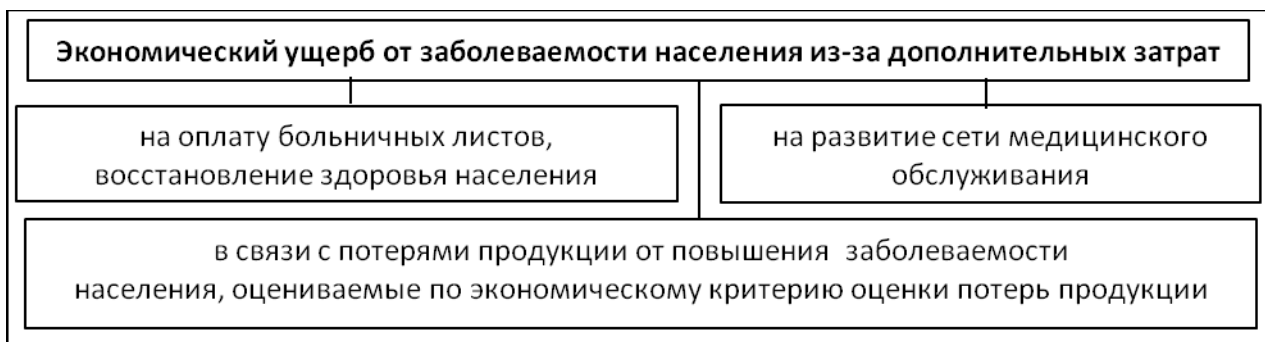 Экономический ущерб от заболеваемости населения из-за дополнительных затрат
на оплату больничных листов,
восстановление здоровья населения
на развитие сети медицинского
обслуживания
в связи с потерями продукции от повышения заболеваемости
населения, оцениваемые по экономическому критерию оценки потерь продукции